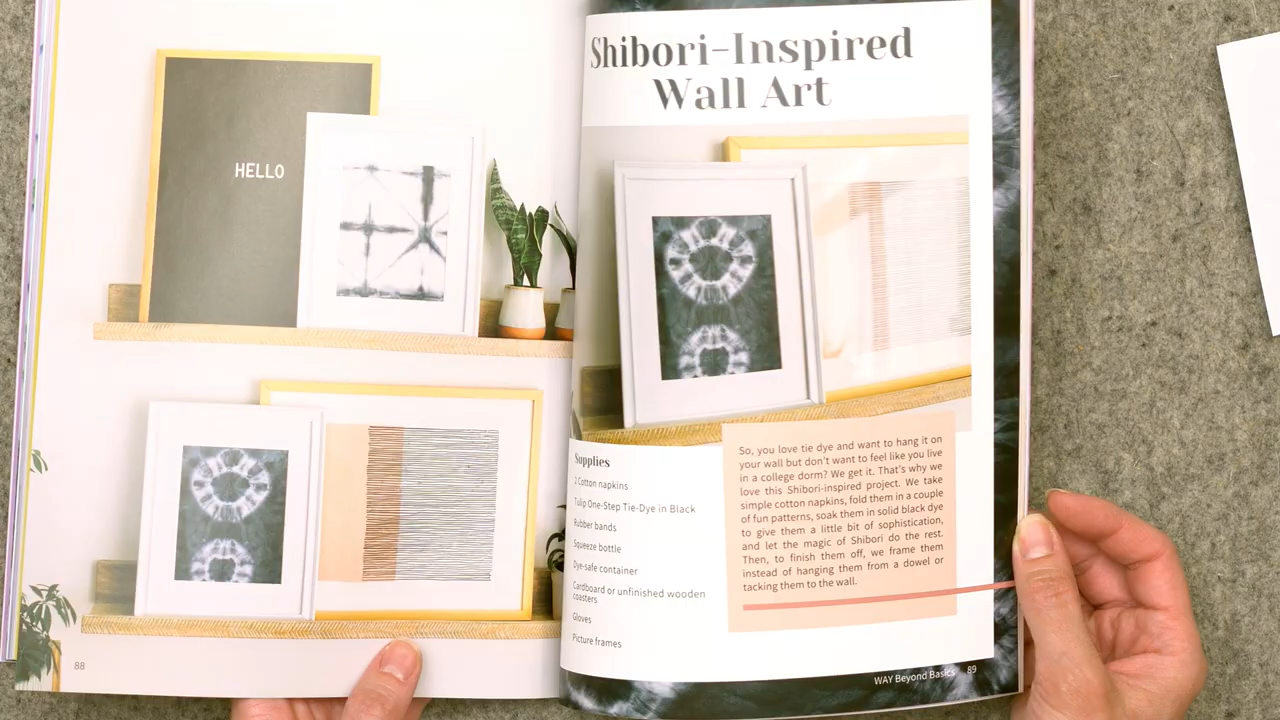 HELLO
88
Shibori-Inspired
Wall Art
Supplies
2 Cotton napkins
Tulip One-Step Tie-Dye in Black
Rubber bands
Squeeze bottle
Dye-safe container
Cardboard or unfinished wooden
coasters
Gloves
Picture frames
So, you love tie dye and want to hang it on
your wall but don't want to feel like you live
in a college dorm? We get it. That's why we
love this Shibori-inspired project. We take
simple cotton napkins, fold them in a couple
of fun patterns, soak them in solid black dye
to give them a little bit of sophistication,
and let the magic of Shibori do the rest.
Then, to finish them off, we frame them
instead of hanging them from a dowel or
tacking them to the wall.
WAY Beyond Basics 89